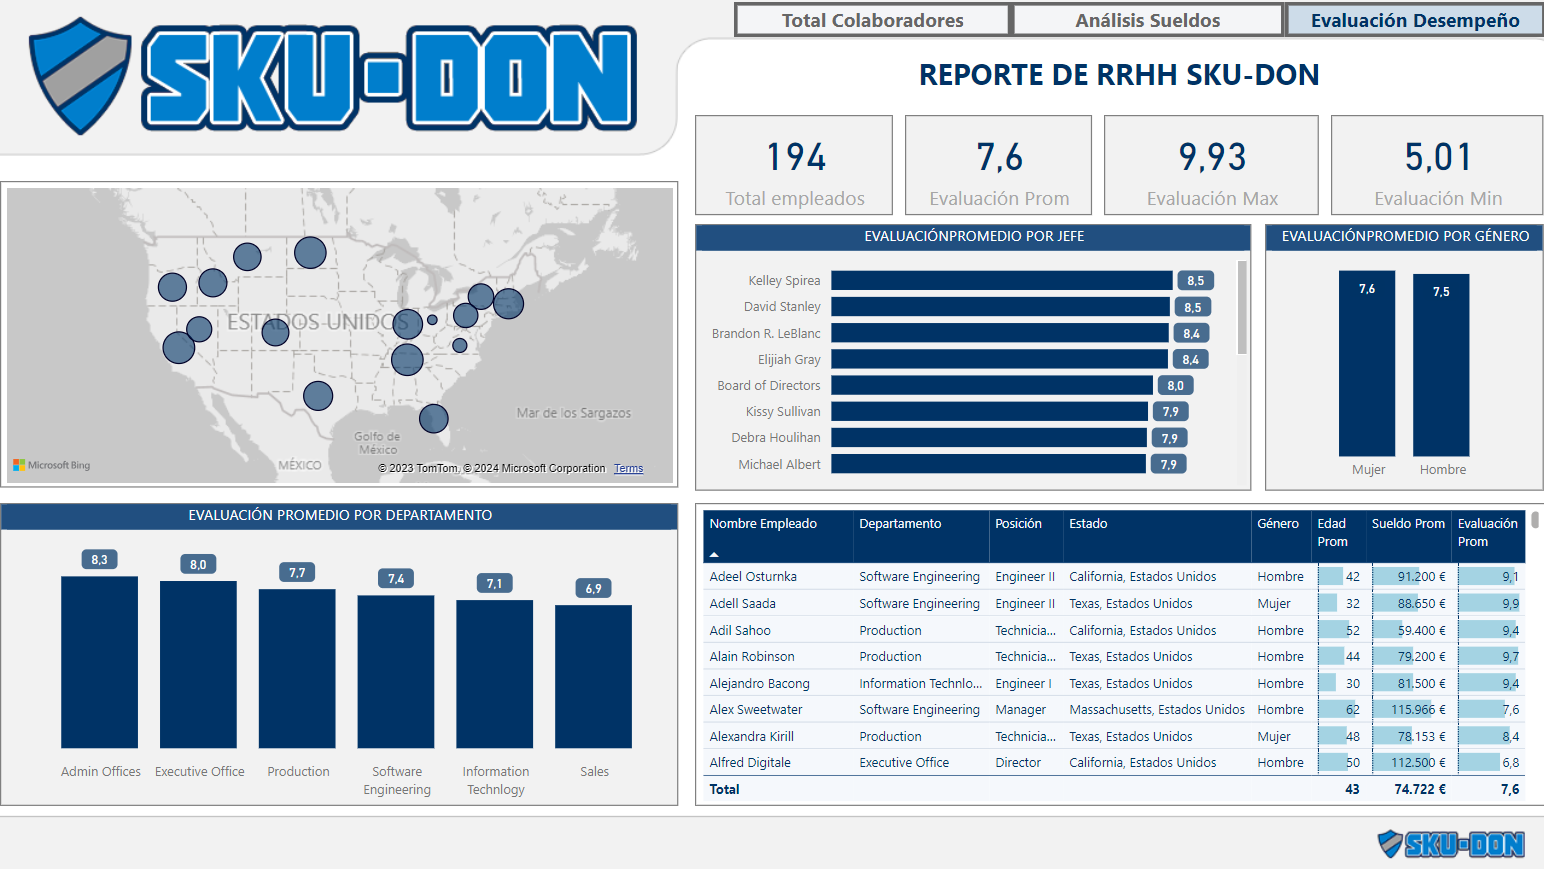 SKU-DON
Total Colaboradores
Análisis Sueldos
Evaluación Desempeño
REPORTE DE RRHH SKU-DON
194
Total empleados
7,6
Evaluación Prom
9,93
Evaluación Max
5,01
Evaluación Min
ESTADOS UNIDOS
Mar de los Sargazos
Golfo de
México
MÉXICO
Microsoft Bing
© 2023 TomTom, © 2024 Microsoft Corporation Terms
EVALUACIÓNPROMEDIO POR JEFE
Kelley Spirea 8,5
David Stanley 8,5
Brandon R. LeBlanc 8,4
Elijiah Gray 8,4
Board of Directors 8,0
Kissy Sullivan 7,9
Debra Houlihan 7,9
Michael Albert 7,9
EVALUACIÓNPROMEDIO POR GÉNERO
7,6 7,5
Mujer Hombre
EVALUACIÓN PROMEDIO POR DEPARTAMENTO
8,3 8,0 7,7 7,4 7,1 6,9
Admin Offices Executive Office Production Software Information Sales
Engineering Technlogy
Nombre Empleado Departamento Posición Estado Género Edad Sueldo Prom Evaluación
Prom Prom
Adeel Osturnka Software Engineering Engineer II California, Estados Unidos Hombre 42 91.200 € 9,1
Adell Saada Software Engineering Engineer II Texas, Estados Unidos Mujer 32 88.650 € 9,9
Adil Sahoo Production Technicia... California, Estados Unidos Hombre 52 59.400 € 9,4
Alain Robinson Production Technicia... Texas, Estados Unidos Hombre 44 79.200 € 9,7
Alejandro Bacong Information Technlo... Engineer I Texas, Estados Unidos Hombre 30 81.500 € 9,4
Alex Sweetwater Software Engineering Manager Massachusetts, Estados Unidos Hombre 62 115.966 € 7,6
Alexandra Kirill Production Technicia... Texas, Estados Unidos Mujer 48 78.153 € 8,4
Alfred Digitale Executive Office Director California, Estados Unidos Hombre 50 112.500 € 6,8
Total 43 74.722 € 7,6
SKU-DON